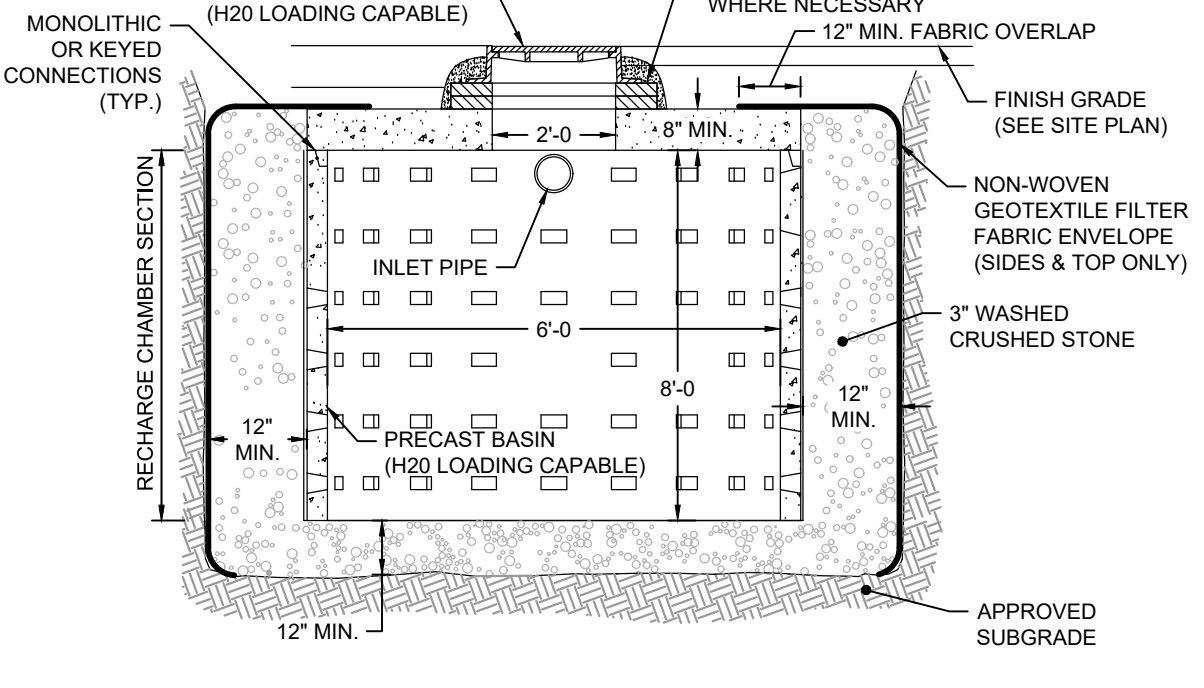 (H20 LOADING CAPABLE)
WHERE NECESSARY
MONOLITHIC
OR KEYED
CONNECTIONS
(TYP.)
12" MIN. FABRIC OVERLAP
FINISH GRADE
(SEE SITE PLAN)
2'-0
8" MIN.
NON-WOVEN
GEOTEXTILE FILTER
FABRIC ENVELOPE
(SIDES & TOP ONLY)
RECHARGE CHAMBER SECTION
INLET PIPE
6'-0
3" WASHED
CRUSHED STONE
8'-0
12"
MIN.
12"
MIN.
PRECAST BASIN
(H20 LOADING CAPABLE)
12" MIN.
APPROVED
SUBGRADE